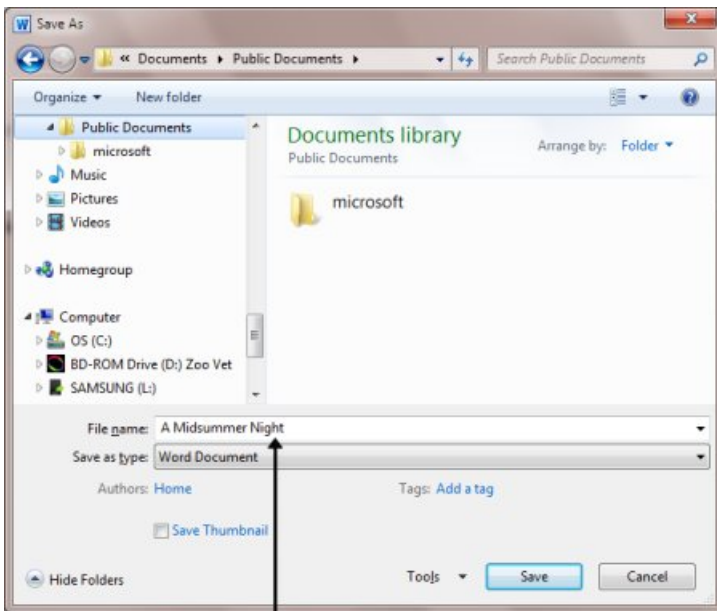 W Save As
« Documents Public Documents
Search Public Documents
Organize
New folder
Public Documents
microsoft
Music
Pictures
Videos
Homegroup
Computer
OS (C:)
BD-ROM Drive (D:) Zoo Vet
SAMSUNG (L:)
Documents library
Public Documents
Arrange by: Folder
microsoft
File name: A Midsummer Night
Save as type: Word Document
Authors: Home
Tags: Add a tag
Save Thumbnail
Hide Folders
Tools
Save
Cancel